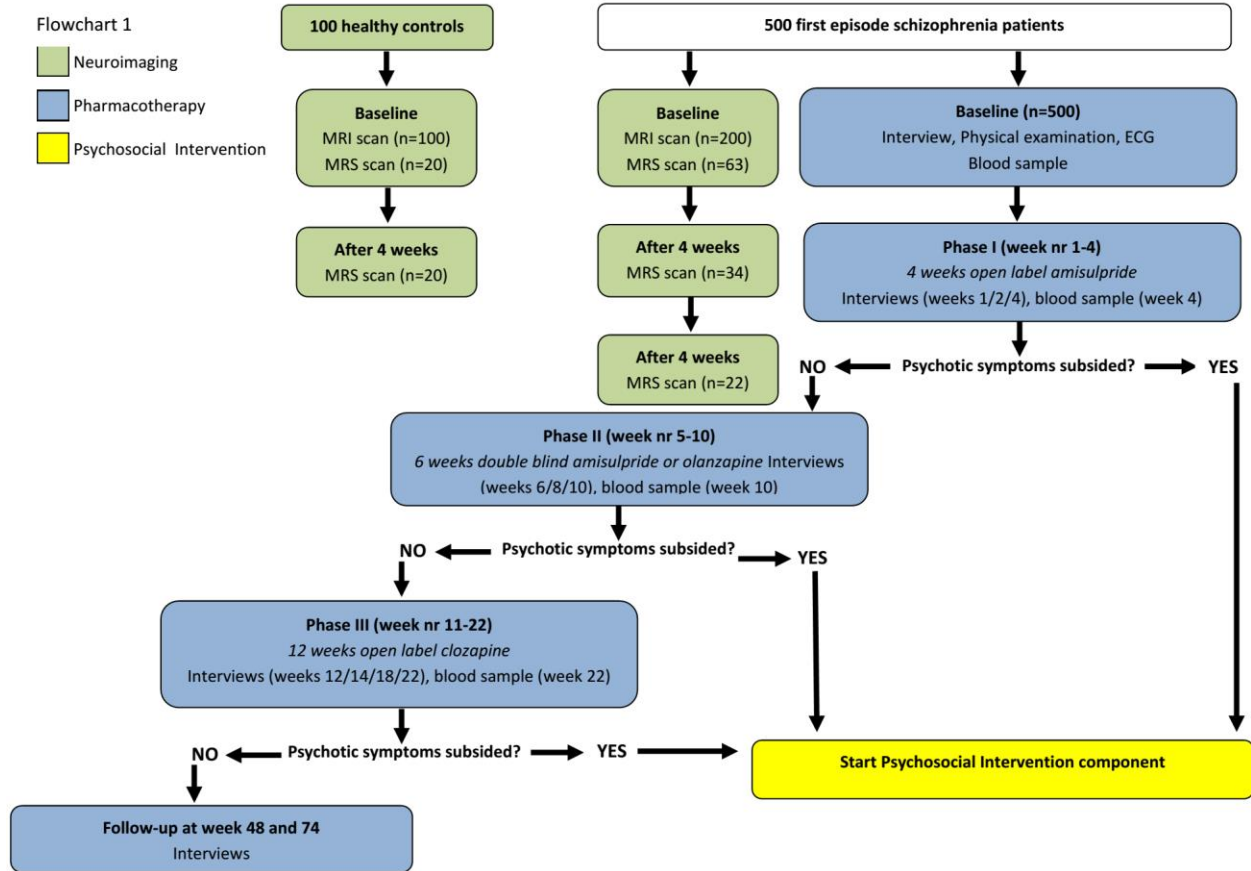 Flowchart 1
Neuroimaging
Pharmacotherapy
Psychosocial Intervention
100 healthy controls
500 first episode schizophrenia patients
Baseline
MRI scan (n=100)
MRS scan (n=20)
Baseline
MRI scan (n=200)
MRS scan (n=63)
Baseline (n=500)
Interview, Physical examination, ECG
Blood sample
After 4 weeks
MRS scan (n=20)
After 4 weeks
MRS scan (n=34)
Phase I (week nr 1-4)
4 weeks open label amisulpride
Interviews (weeks 1/2/4), blood sample (week 4)
After 4 weeks
MRS scan (n=22)
NO
Psychotic symptoms subsided?
YES
Phase II (week nr 5-10)
6 weeks double blind amisulpride or olanzapine Interviews
(weeks 6/8/10), blood sample (week 10)
NO
Psychotic symptoms subsided?
YES
Phase III (week nr 11-22)
12 weeks open label clozapine
Interviews (weeks 12/14/18/22), blood sample (week 22)
NO
Psychotic symptoms subsided?
YES
Start Psychosocial Intervention component
Follow-up at week 48 and 74
Interviews